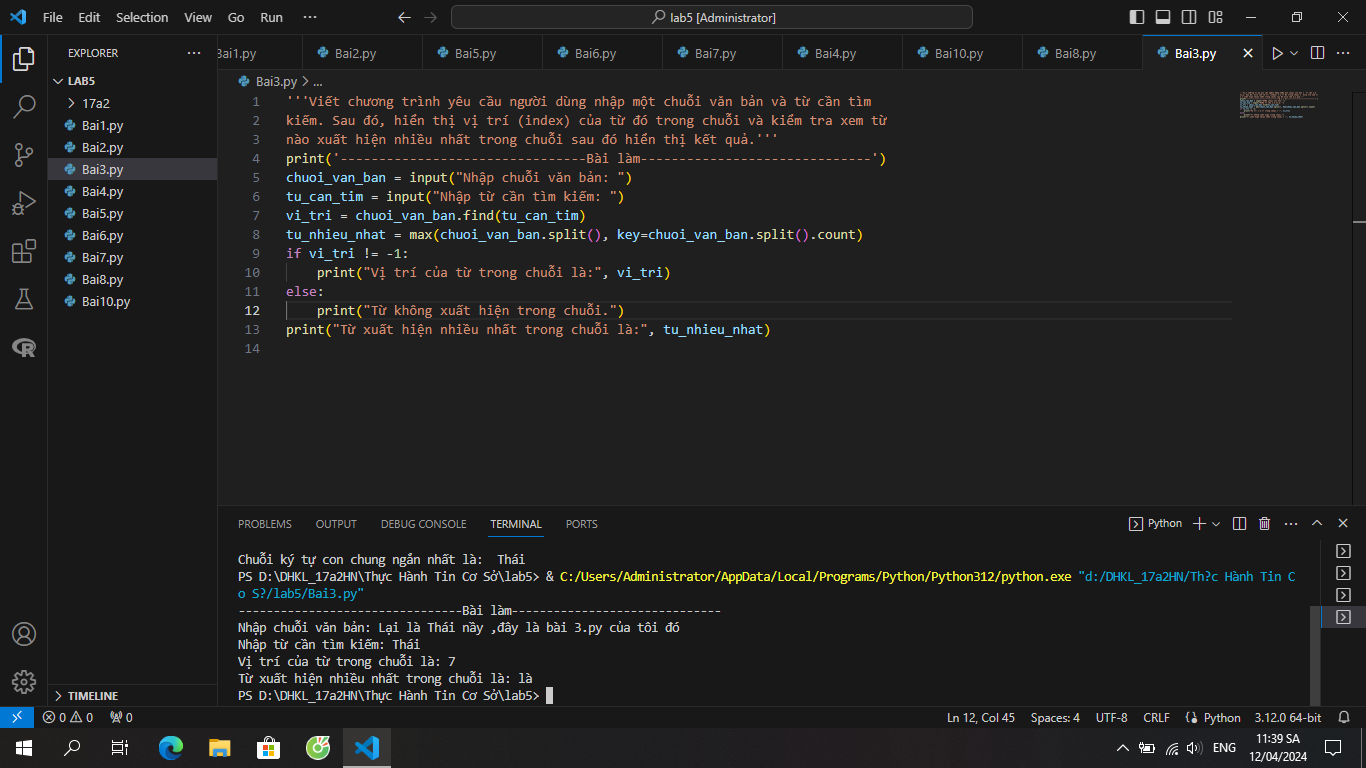 File Edit Selection View Go Run ··· lab5 [Administrator]
EXPLORER ···
Bai1.py Bai2.py Bai5.py Bai6.py Bai7.py Bai4.py Bai10.py Bai8.py Bai3.py ···
LAB5
17a2
Bai1.py
Bai2.py
Bai3.py
Bai4.py
Bai5.py
Bai6.py
Bai7.py
Bai8.py
Bai10.py
TIMELINE
Bai3.py > ...
1 '''Viết chương trình yêu cầu người dùng nhập một chuỗi văn bản và từ cần tìm
2 kiếm. Sau đó, hiển thị vị trí (index) của từ đó trong chuỗi và kiểm tra xem từ
3 nào xuất hiện nhiều nhất trong chuỗi sau đó hiển thị kết quả.'''
4 print('--------------------------------Bài làm------------------------------')
5 chuoi_van_ban = input("Nhập chuỗi văn bản: ")
6 tu_can_tim = input("Nhập từ cần tìm kiếm: ")
7 vi_tri = chuoi_van_ban.find(tu_can_tim)
8 tu_nhieu_nhat = max(chuoi_van_ban.split(), key=chuoi_van_ban.split().count)
9 if vi_tri != -1:
10     print("Vị trí của từ trong chuỗi là:", vi_tri)
11 else:
12     print("Từ không xuất hiện trong chuỗi.")
13 print("Từ xuất hiện nhiều nhất trong chuỗi là:", tu_nhieu_nhat)
14
PROBLEMS OUTPUT DEBUG CONSOLE TERMINAL PORTS Python
Chuỗi ký tự con chung ngắn nhất là:  Thái
PS D:\DHKL_17a2HN\Thực Hành Tin Cơ Sở\lab5> & C:/Users/Administrator/AppData/Local/Programs/Python/Python312/python.exe "d:/DHKL_17a2HN/Th?c Hành Tin C
o S?/lab5/Bai3.py"
--------------------------------Bài làm------------------------------
Nhập chuỗi văn bản: Lại là Thái nầy ,đây là bài 3.py của tôi đó
Nhập từ cần tìm kiếm: Thái
Vị trí của từ trong chuỗi là: 7
Từ xuất hiện nhiều nhất trong chuỗi là: là
PS D:\DHKL_17a2HN\Thực Hành Tin Cơ Sở\lab5>
0 0 0 Ln 12, Col 45 Spaces: 4 UTF-8 CRLF Python 3.12.0 64-bit
ENG 11:39 SA
12/04/2024